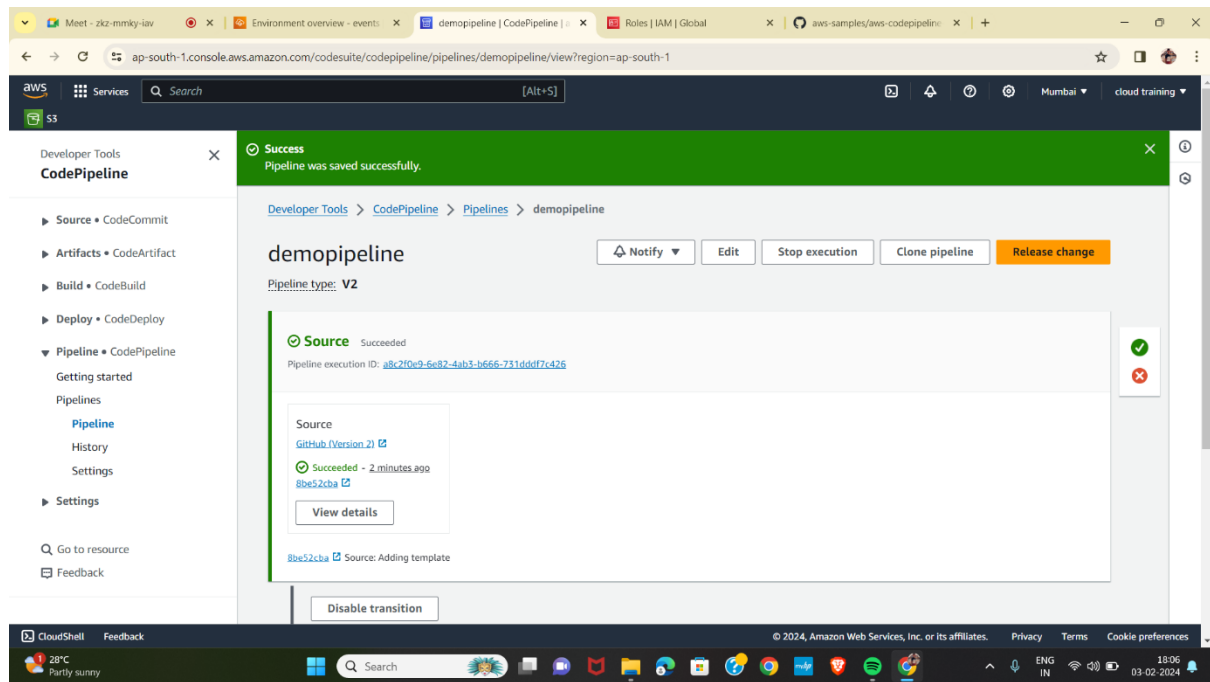 Meet - zkz-mmky-iav
Environment overview - events
demopipeline | CodePipeline | a
Roles | IAM | Global
aws-samples/aws-codepipeline
ap-south-1.console.aws.amazon.com/codesuite/codepipeline/pipelines/demopipeline/view?region=ap-south-1
aws
Services
Search
[Alt+S]
Mumbai
cloud training
S3
Developer Tools
CodePipeline
Source • CodeCommit
Artifacts • CodeArtifact
Build • CodeBuild
Deploy • CodeDeploy
Pipeline • CodePipeline
Getting started
Pipelines
Pipeline
History
Settings
Settings
Go to resource
Feedback
Success
Pipeline was saved successfully.
Developer Tools > CodePipeline > Pipelines > demopipeline
demopipeline
Notify
Edit
Stop execution
Clone pipeline
Release change
Pipeline type: V2
Source Succeeded
Pipeline execution ID: a8c2f0e9-6e82-4ab3-b666-731dddf7c426
Source
GitHub (Version 2)
Succeeded - 2 minutes ago
8be52cba
View details
8be52cba Source: Adding template
Disable transition
CloudShell
Feedback
© 2024, Amazon Web Services, Inc. or its affiliates.
Privacy
Terms
Cookie preferences
1
28°C
Partly sunny
Search
ENG
IN
18:06
03-02-2024